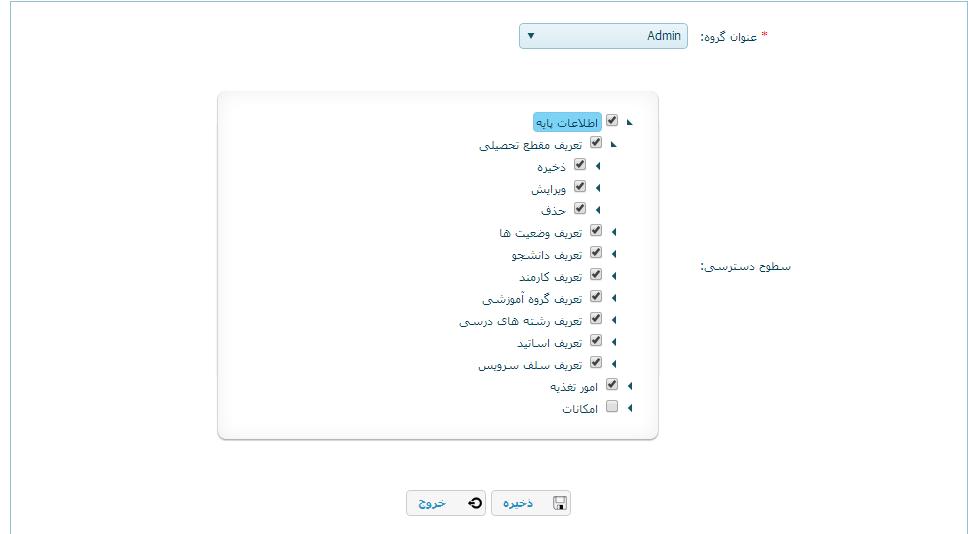 * عنوان گروه: Admin
اطلاعات پایه
تعریف مقطع تحصیلی
ذخیره
ویرایش
حذف
تعریف وضعیت ها
تعریف دانشجو
سطوح دسترسی:
تعریف کارمند
تعریف گروه آموزشی
تعریف رشته های درسی
تعریف اساتید
تعریف سلف سرویس
امور تغذیه
امکانات
ذخیره
خروج